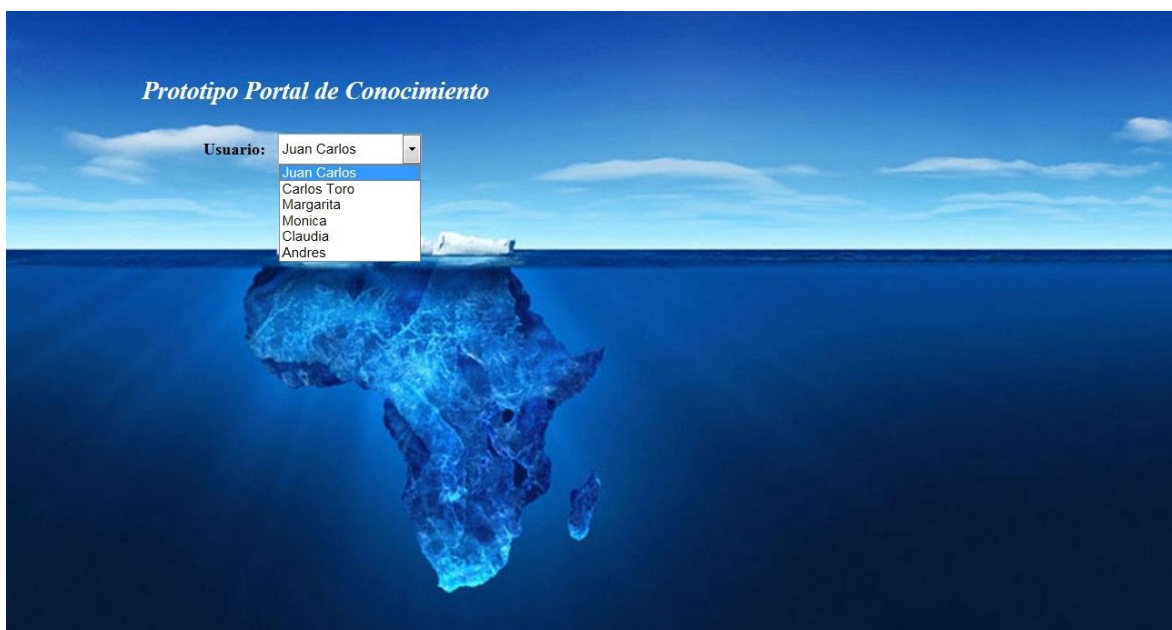 Prototipo Portal de Conocimiento
Usuario: Juan Carlos
Juan Carlos
Carlos Toro
Margarita
Monica
Claudia
Andres